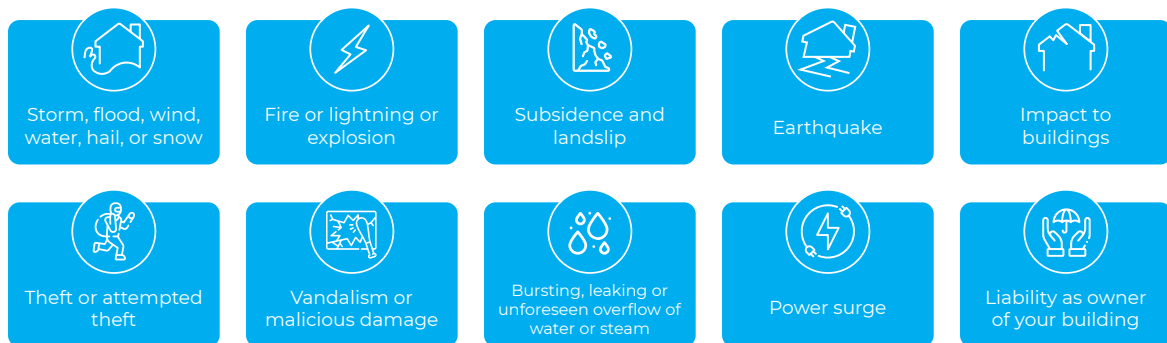 Storm, flood, wind,
water, hail, or snow
Fire or lightning or
explosion
Subsidence and
landslip
Earthquake
Impact to
buildings
Theft or attempted
theft
Vandalism or
malicious damage
Bursting, leaking or
unforeseen overflow of
water or steam
Power surge
Liability as owner
of your building